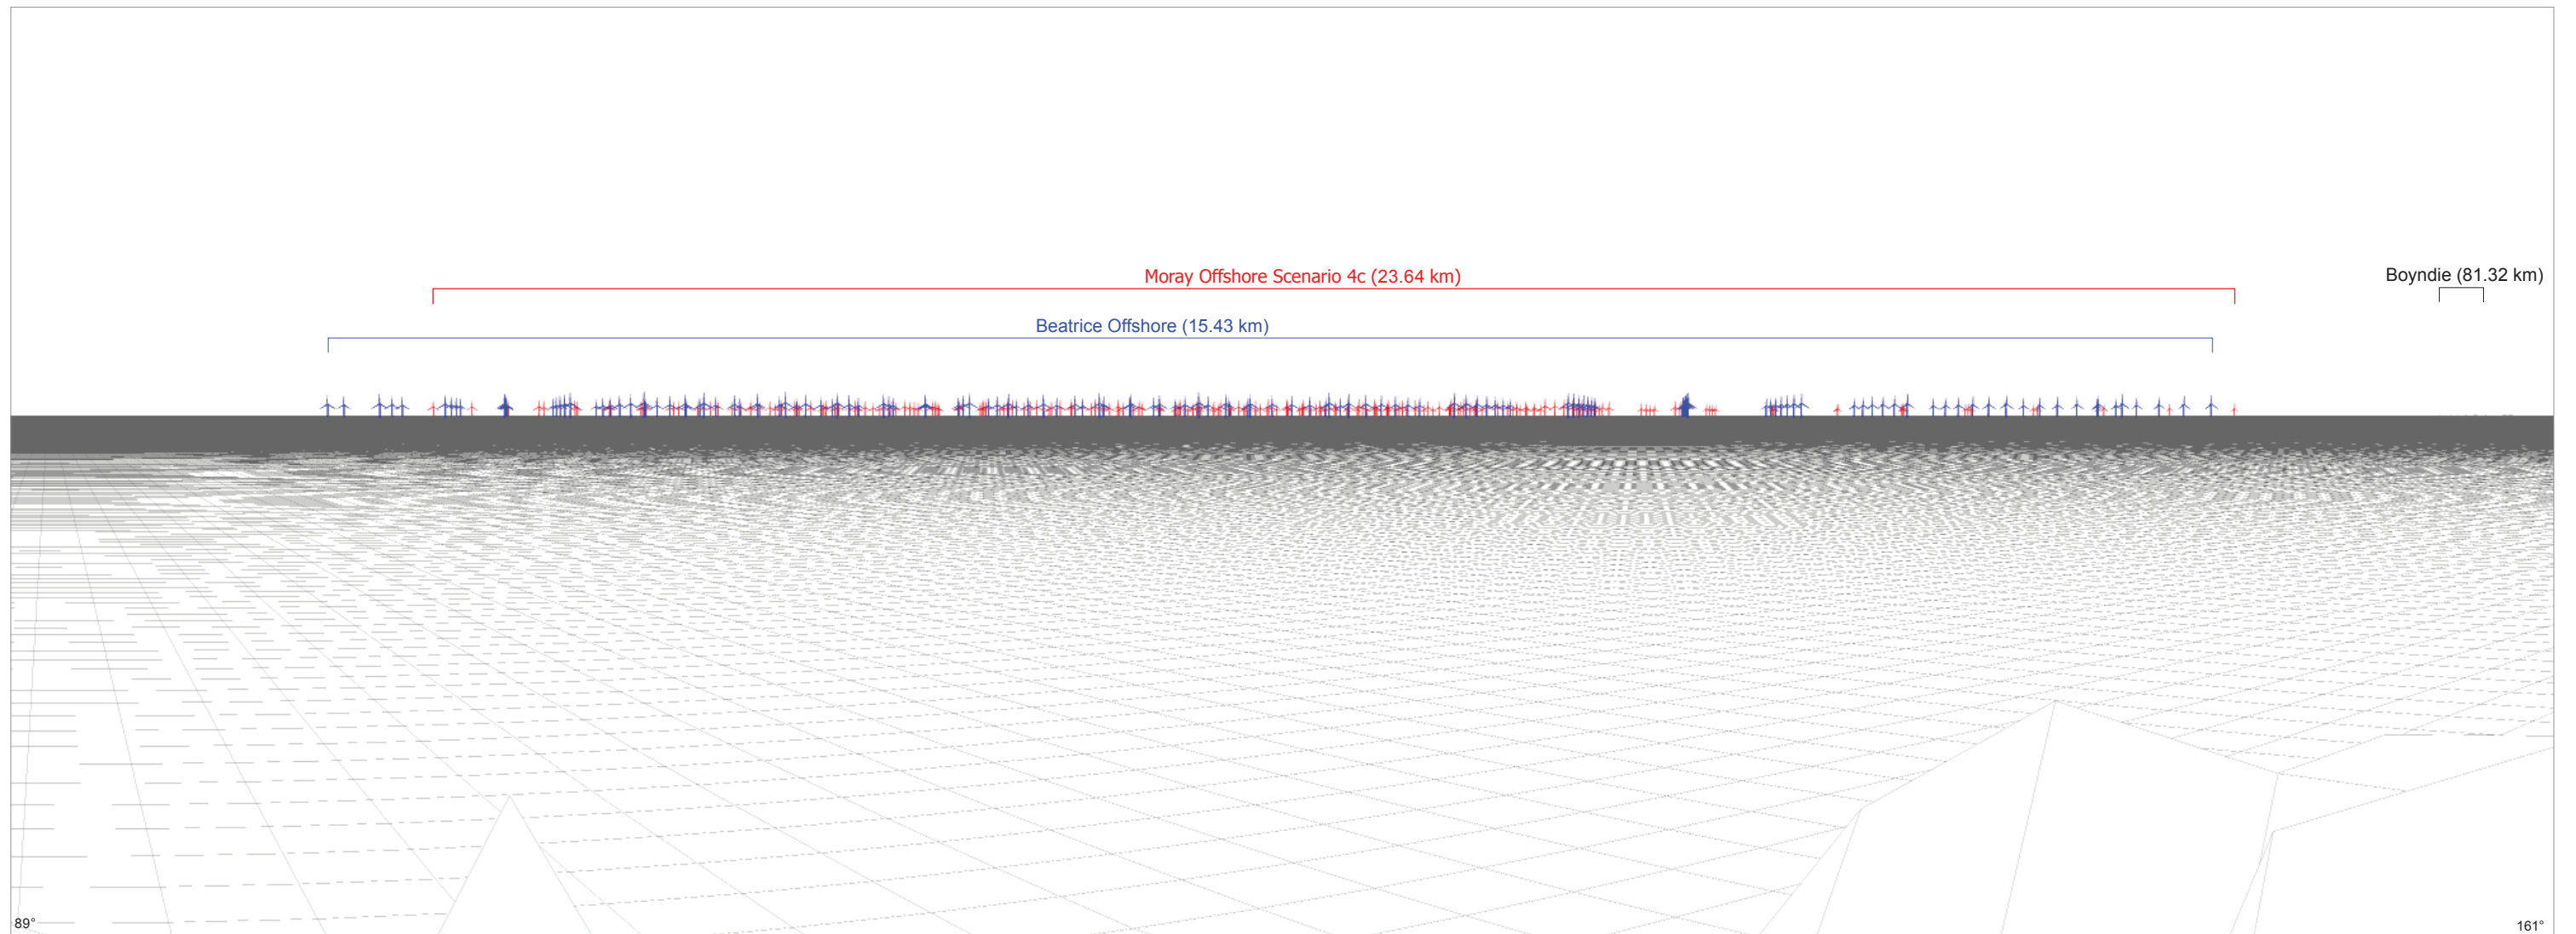 Moray Offshore Scenario 4c (23.64 km)
Boyndie (81.32 km)
Beatrice Offshore (15.43 km)
89°
161°